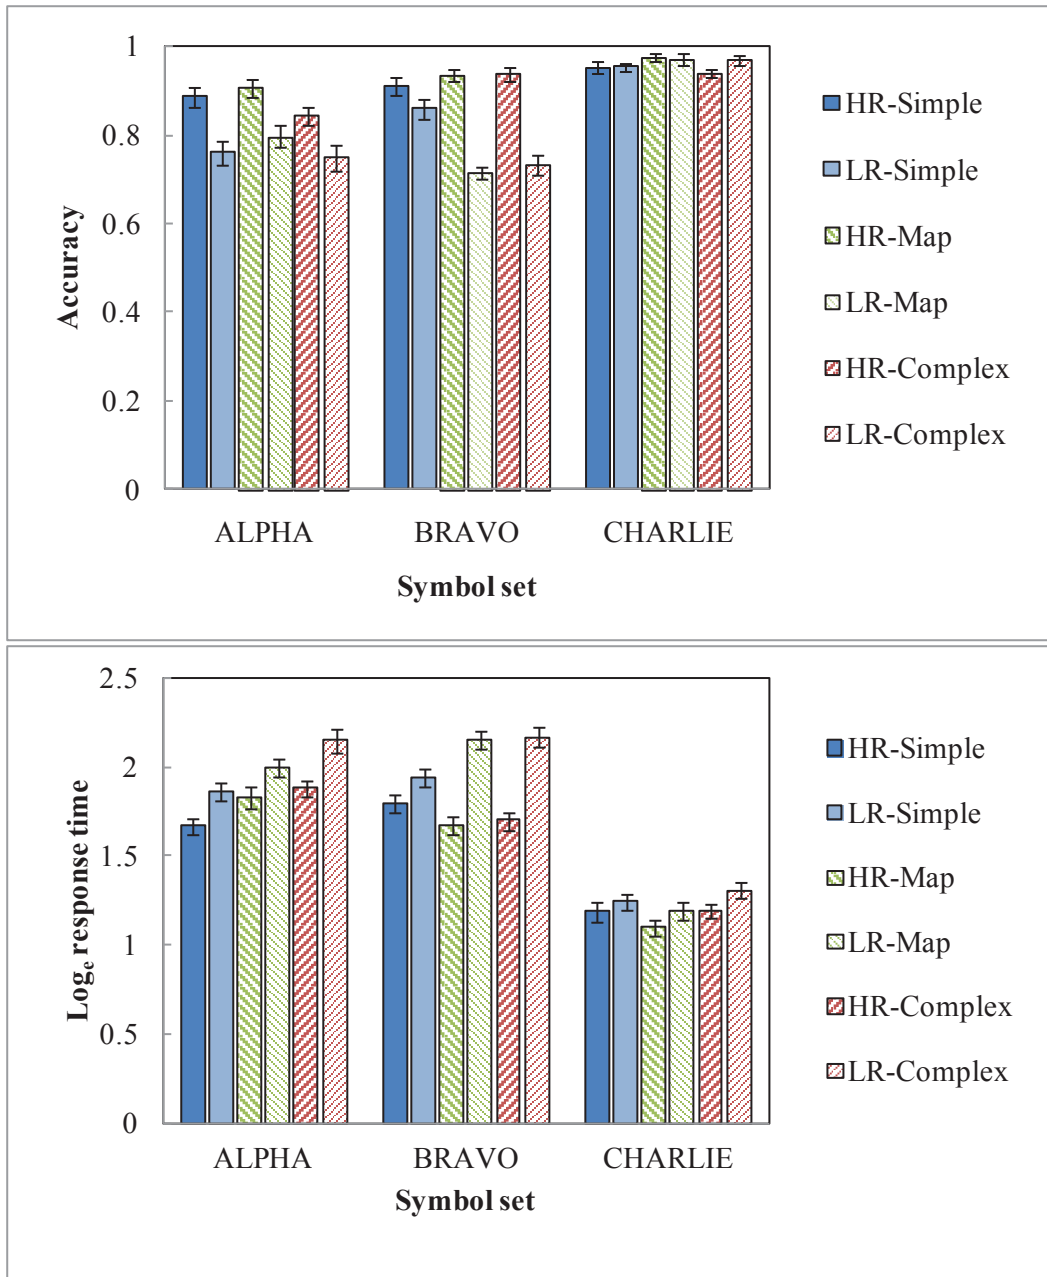 1
0.8
0.6
0.4
0.2
0
Accuracy
ALPHA BRAVO CHARLIE
Symbol set
HR-Simple
LR-Simple
HR-Map
LR-Map
HR-Complex
LR-Complex
2.5
2
1.5
1
0.5
0
Logₑ response time
ALPHA BRAVO CHARLIE
Symbol set
HR-Simple
LR-Simple
HR-Map
LR-Map
HR-Complex
LR-Complex